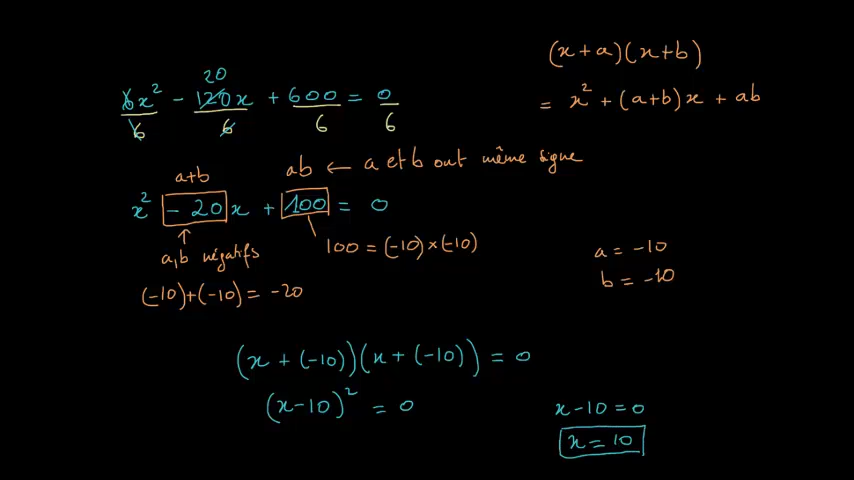 (x+a)(x+b)
= x² + (a+b)x + ab
20
6x² - 120x + 600 = 0
6 6 6 6
a+b ab ← a et b ont même signe
x² - 20x + 100 = 0
↑
a, b négatifs
100 = (-10) × (-10)
(-10)+(-10) = -20
a = -10
b = -10
(x + (-10))(x + (-10)) = 0
(x-10)² = 0
x - 10 = 0
x = 10